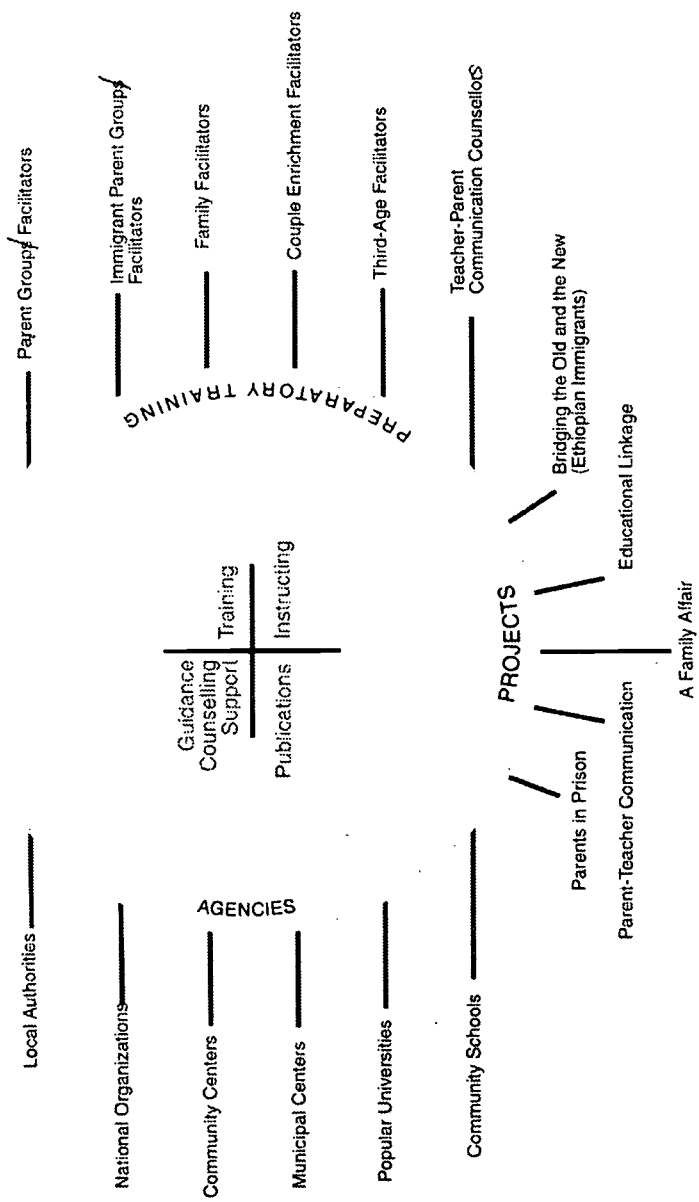 Local Authorities
National Organizations
Community Centers
Municipal Centers
Popular Universities
Community Schools
AGENCIES
Guidance
Counselling
Support
Training
Publications
Instructing
PREPARATORY TRAINING
Parent Groups Facilitators
Immigrant Parent Groups
Facilitators
Family Facilitators
Couple Enrichment Facilitators
Third-Age Facilitators
Teacher-Parent
Communication Counsellors
PROJECTS
Parents in Prison
Parent-Teacher Communication
A Family Affair
Educational Linkage
Bridging the Old and the New
(Ethiopian Immigrants)